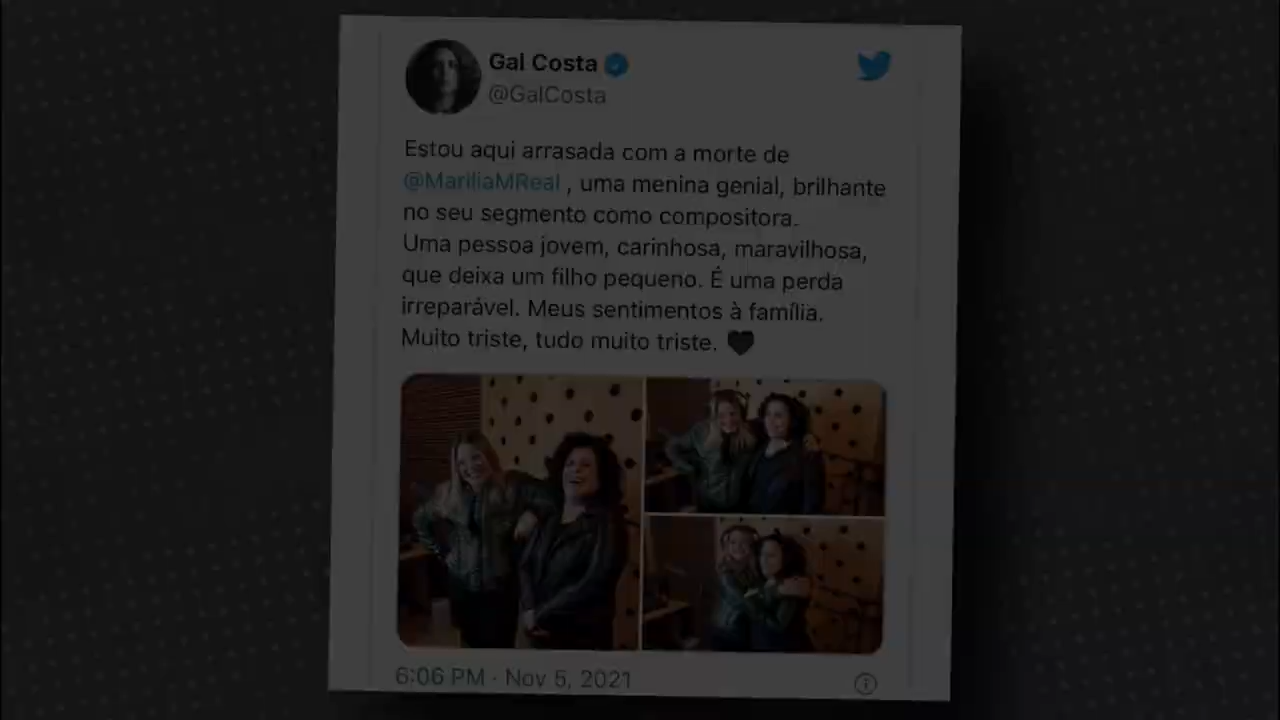 Gal Costa
@GalCosta
Estou aqui arrasada com a morte de
@MariliaMReal , uma menina genial, brilhante
no seu segmento como compositora.
Uma pessoa jovem, carinhosa, maravilhosa,
que deixa um filho pequeno. É uma perda
irreparável. Meus sentimentos à família.
Muito triste, tudo muito triste. 🖤
6:06 PM · Nov 5, 2021